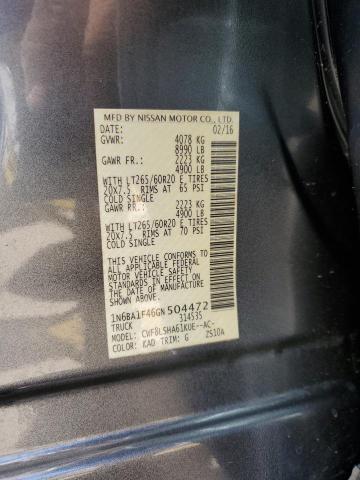 MFD BY NISSAN MOTOR CO., LTD.
DATE: 02/16
GVWR: 4078 KG
8990 LB
GAWR FR.: 2223 KG
4900 LB
WITH LT265/60R20 E TIRES
20X7.5 RIMS AT 65 PSI
COLD SINGLE
GAWR RR.: 2223 KG
4900 LB
WITH LT265/60R20 E TIRES
20X7.5 RIMS AT 70 PSI
COLD SINGLE
THIS VEHICLE CONFORMS TO ALL
APPLICABLE FEDERAL
MOTOR VEHICLE SAFETY STANDARDS
IN EFFECT ON THE
DATE OF MANUFACTURE
1N6BA1F46GN504472
TRUCK 314535
MODEL: CWF8LSHA61KUE--AC-
COLOR: KAD TRIM: G ZS10A